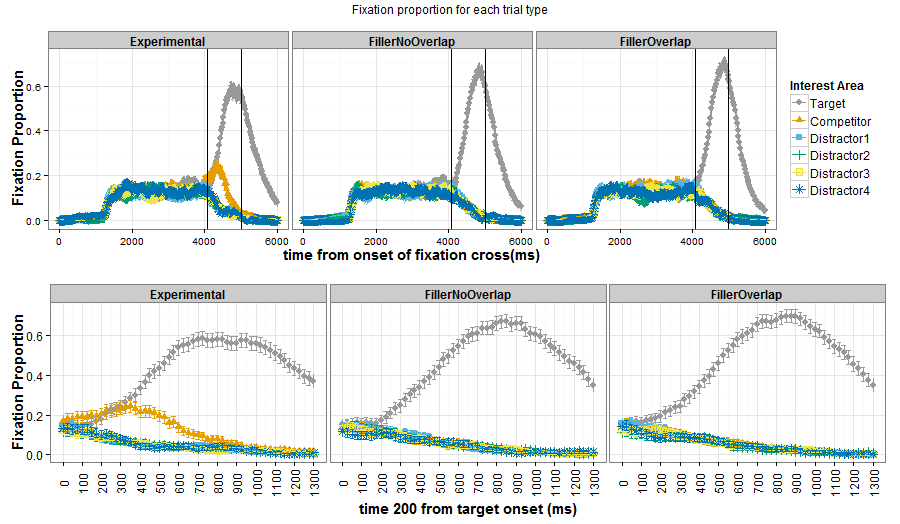 Fixation proportion for each trial type
Experimental FillerNoOverlap FillerOverlap
Fixation Proportion
0.6
0.4
0.2
0.0
0 2000 4000 6000 0 2000 4000 6000 0 2000 4000 6000
time from onset of fixation cross(ms)
Interest Area
Target
Competitor
Distractor1
Distractor2
Distractor3
Distractor4
Experimental FillerNoOverlap FillerOverlap
Fixation Proportion
0.6
0.4
0.2
0.0
0 100 200 300 400 500 600 700 800 900 1000 1100 1200 1300 0 100 200 300 400 500 600 700 800 900 1000 1100 1200 1300 0 100 200 300 400 500 600 700 800 900 1000 1100 1200 1300
time 200 from target onset (ms)